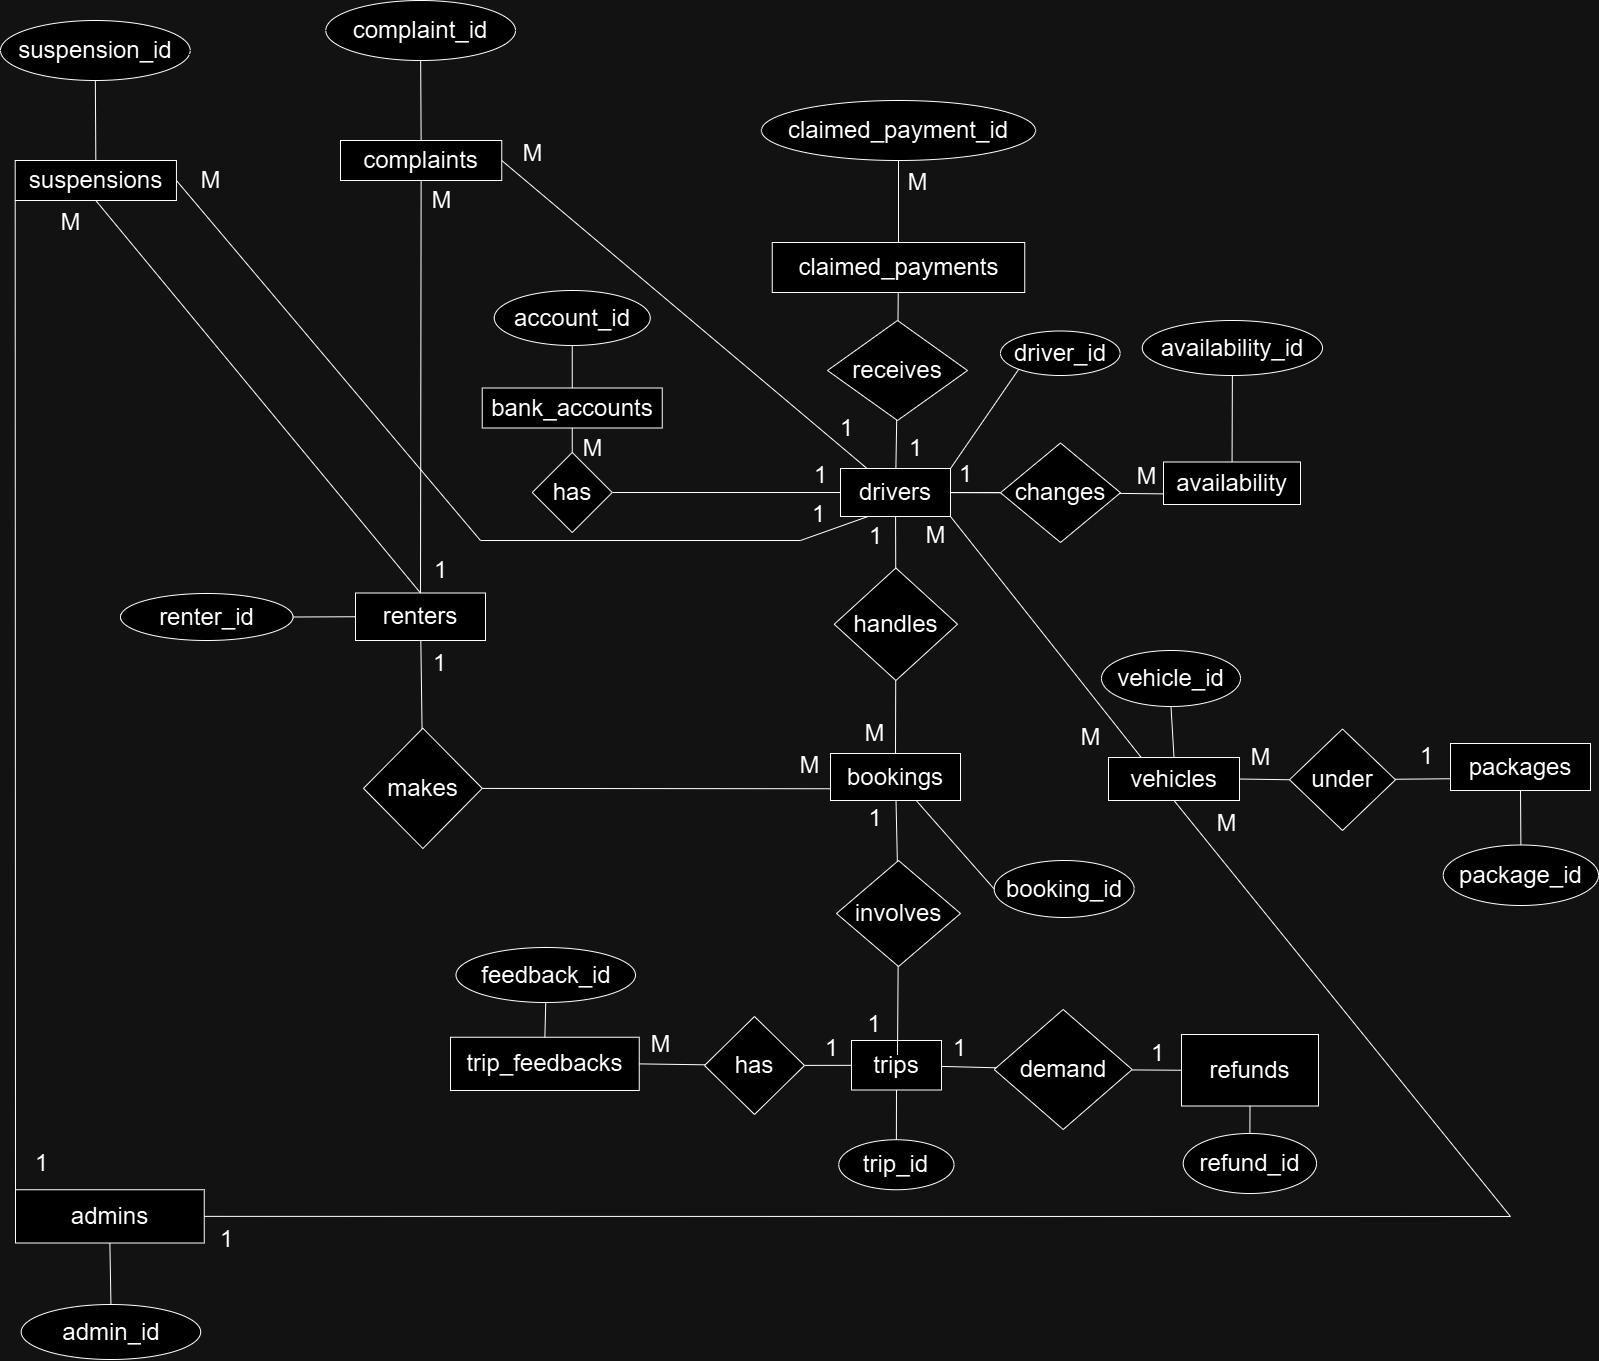 complaint_id
suspension_id
claimed_payment_id
complaints
M
suspensions
M
M
M
M
claimed_payments
account_id
availability_id
driver_id
receives
bank_accounts
1
M
1
1
1
M
availability
has
drivers
changes
1
1
M
1
renters
renter_id
handles
1
vehicle_id
M
M
M
M
1
packages
bookings
vehicles
under
makes
1
M
package_id
booking_id
involves
feedback_id
1
M
1
1
1
trip_feedbacks
has
trips
demand
refunds
1
trip_id
refund_id
admins
1
admin_id